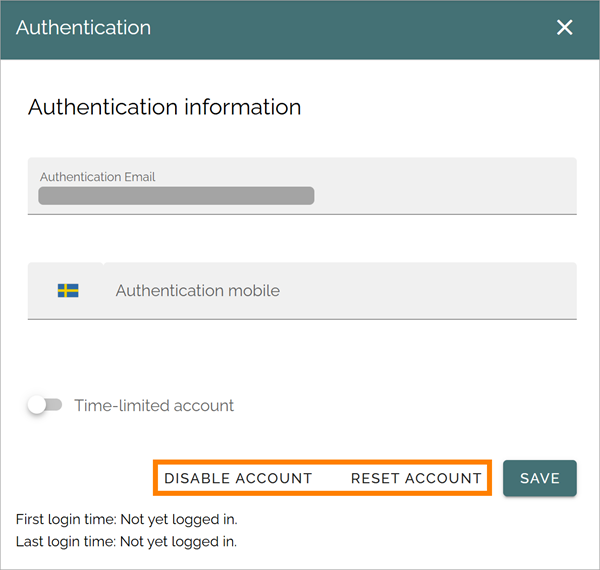 Authentication
Authentication information
Authentication Email
Authentication mobile
Time-limited account
DISABLE ACCOUNT RESET ACCOUNT SAVE
First login time: Not yet logged in.
Last login time: Not yet logged in.